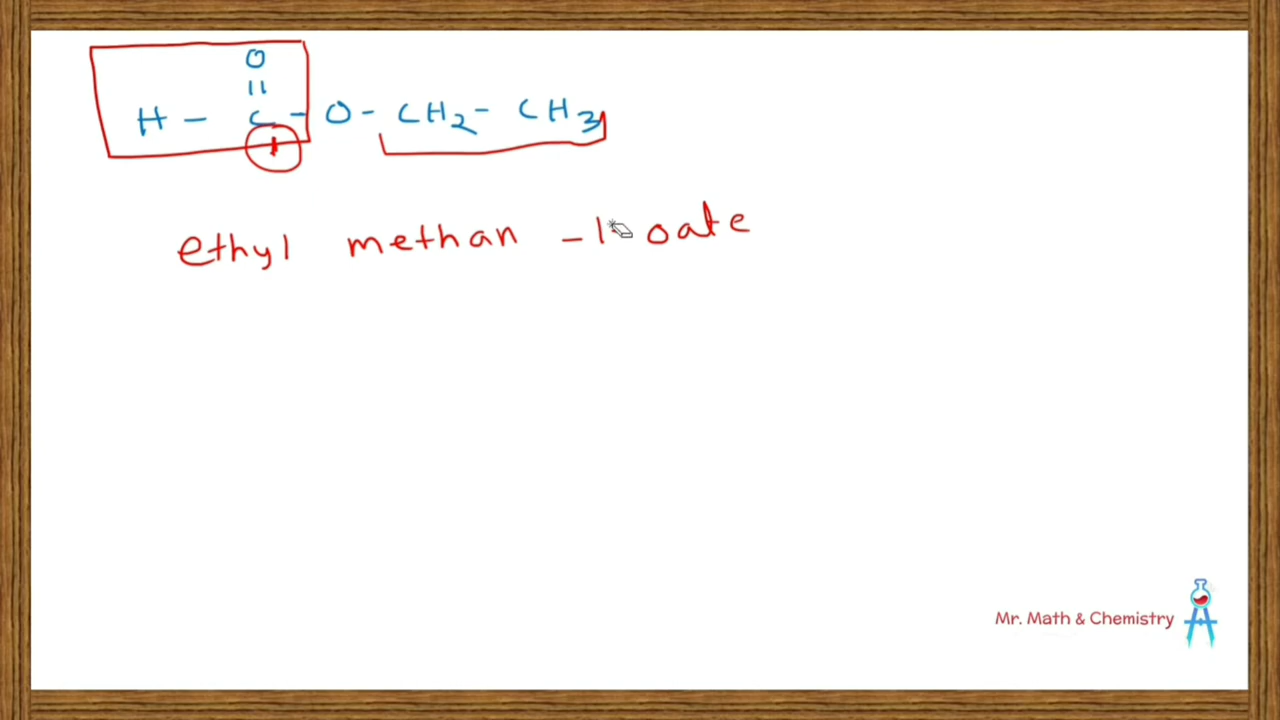 O
||
H - C - O - CH2 - CH3
1
ethyl methan -1 oate
Mr. Math & Chemistry